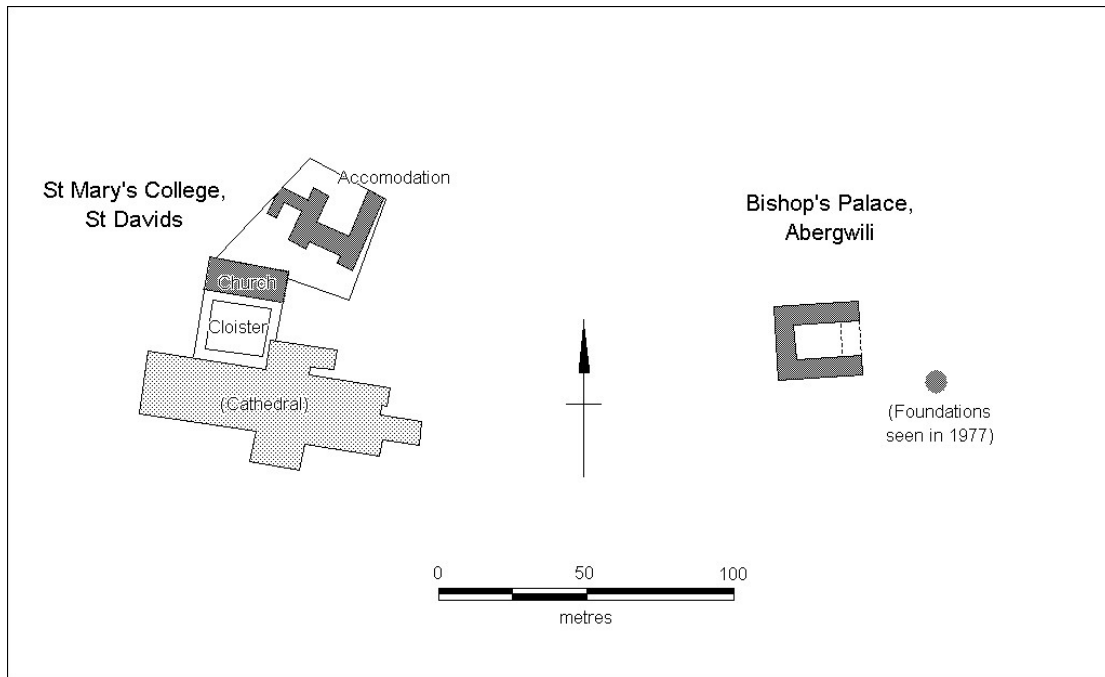 St Mary's College,
St Davids
Accomodation
Church
Cloister
(Cathedral)
Bishop's Palace,
Abergwili
(Foundations
seen in 1977)
0 50 100
metres